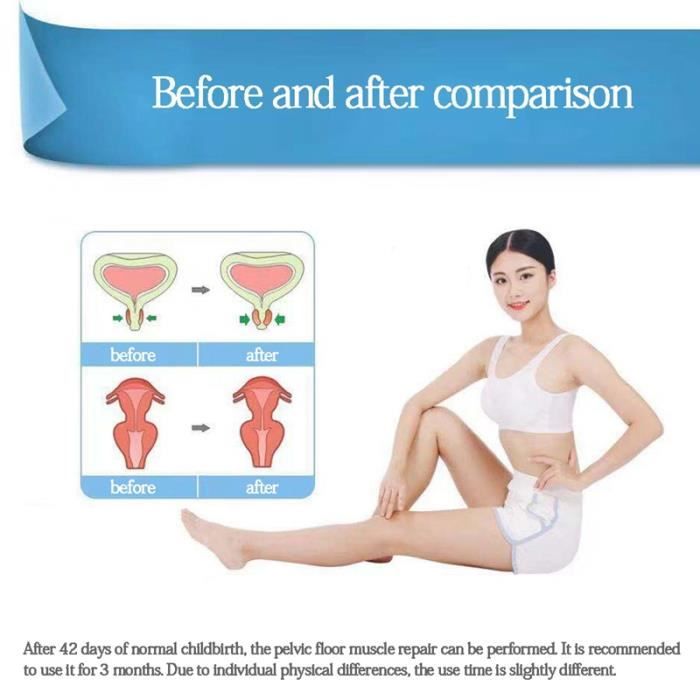 Before and after comparison
before after
before after
After 42 days of normal childbirth, the pelvic floor muscle repair can be performed. It is recommended
to use it for 3 months. Due to individual physical differences, the use time is slightly different.